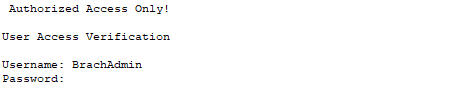 Authorized Access Only!
User Access Verification
Username: BrachAdmin
Password: